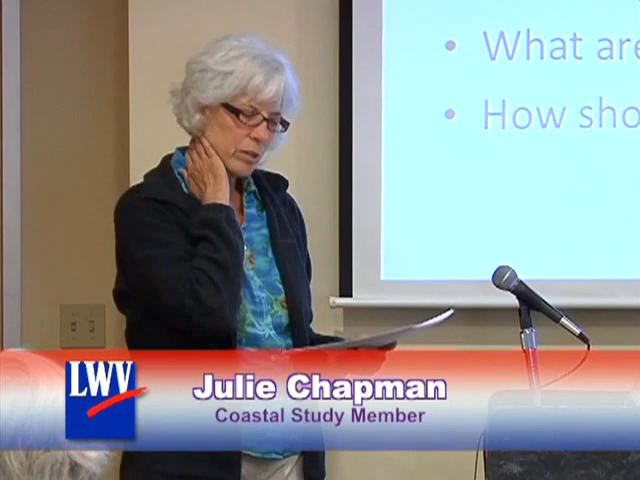 • What are
• How sho
LWV
Julie Chapman
Coastal Study Member